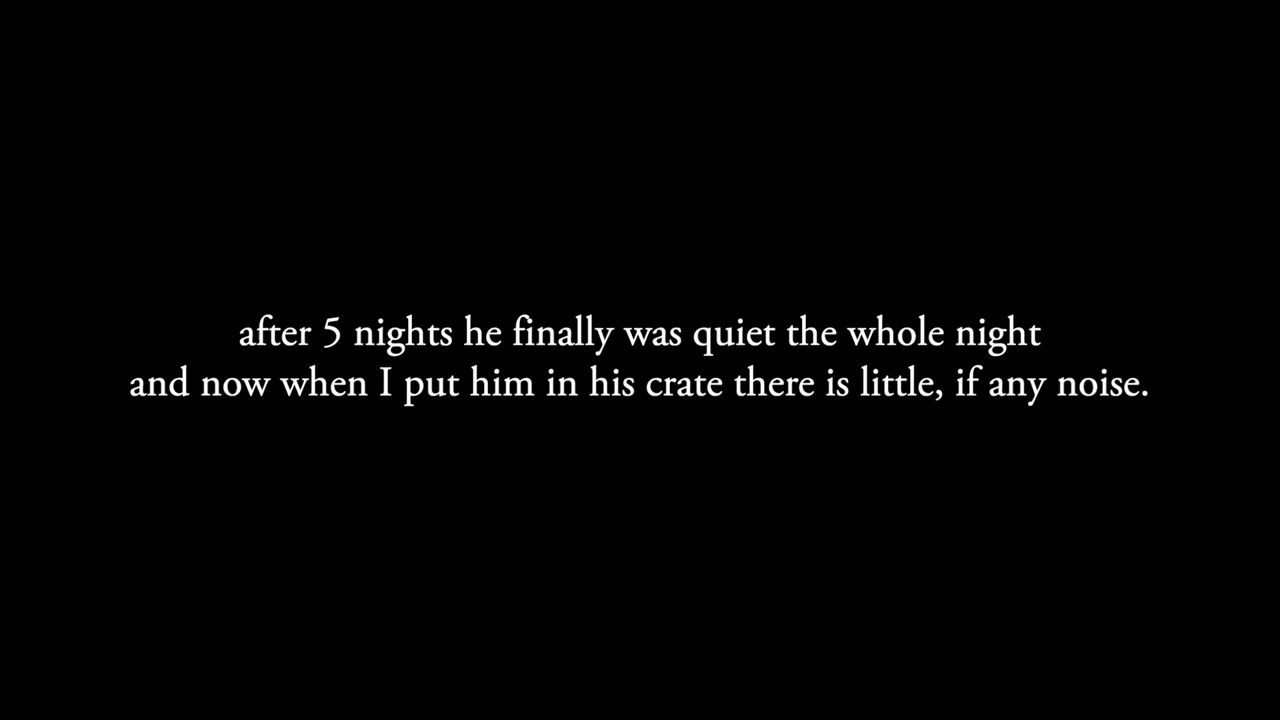 after 5 nights he finally was quiet the whole night
and now when I put him in his crate there is little, if any noise.